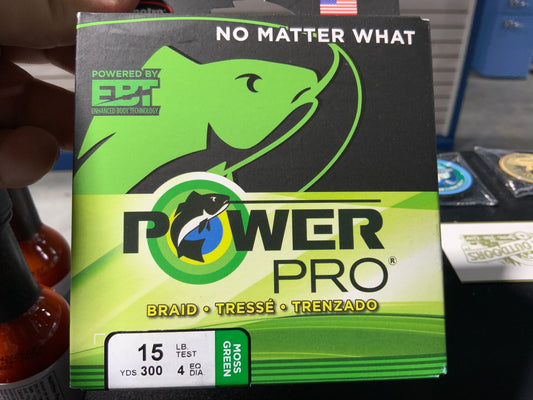 NO MATTER WHAT
POWERED BY
EBT
ENHANCED BODY TECHNOLOGY
POWER
PRO®
BRAID • TRESSÉ • TRENZADO
15 LB. TEST
YDS 300 4 EQ DIA.
MOSS GREEN
OUTDOORS